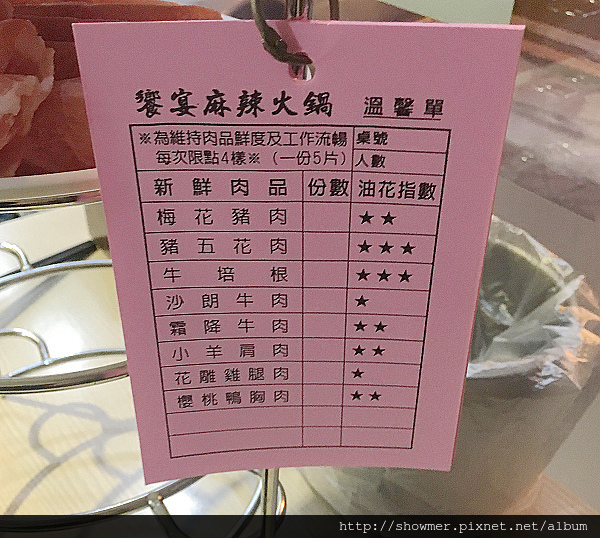 饗宴麻辣火鍋 溫馨單
※為維持肉品鮮度及工作流暢 桌號
每次限點4樣※（一份5片） 人數
新鮮肉品 份數 油花指數
梅花豬肉 ★★
豬五花肉 ★★★
牛培根 ★★★
沙朗牛肉 ★
霜降牛肉 ★★
小羊肩肉 ★★
花雕雞腿肉 ★
櫻桃鴨胸肉 ★★
http://showmer.pixnet.net/album